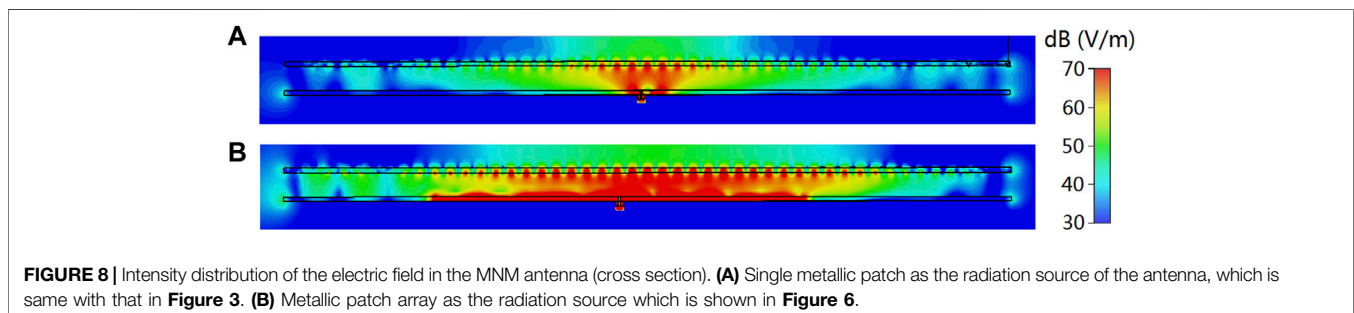 A
B
dB (V/m)
70
60
50
40
30
FIGURE 8 | Intensity distribution of the electric field in the MNM antenna (cross section). (A) Single metallic patch as the radiation source of the antenna, which is
same with that in Figure 3. (B) Metallic patch array as the radiation source which is shown in Figure 6.